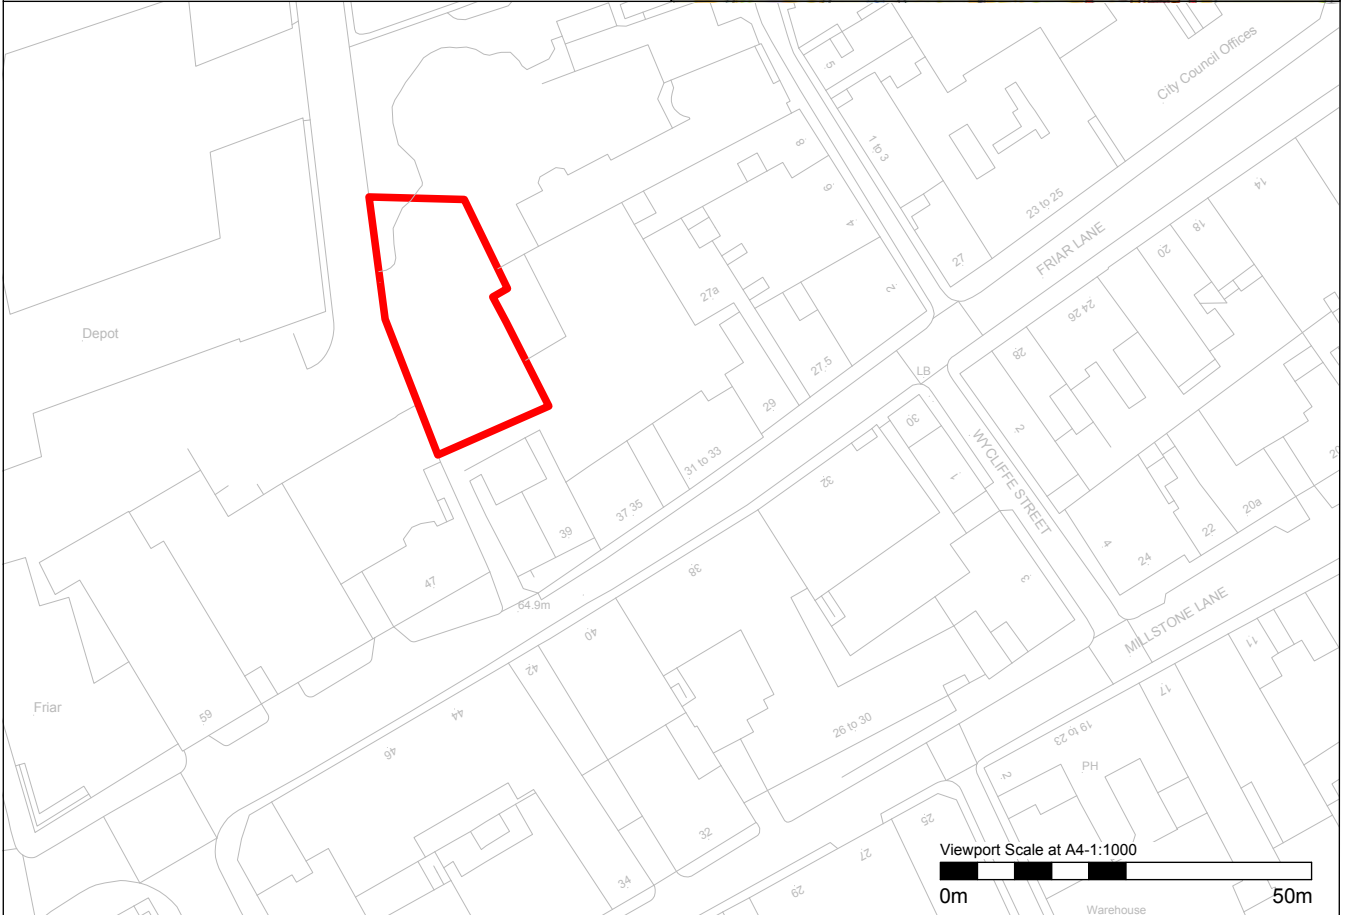 City Council Offices
5
1 to 3
8
6
4
2
14
18
20
23 to 25
FRIAR LANE
27
24 26
28
27a
27.5
LB
Depot
29
30
2
WYCLIFFE STREET
1
31 to 33
32
37 35
39
20a
22
24
4
47
38
3
64.9m
MILLSTONE LANE
40
42
11
17
Friar
59
44
46
26 to 30
19 to 23
PH
2
32
34
25
27
29
Viewport Scale at A4-1:1000
0m
50m
Warehouse